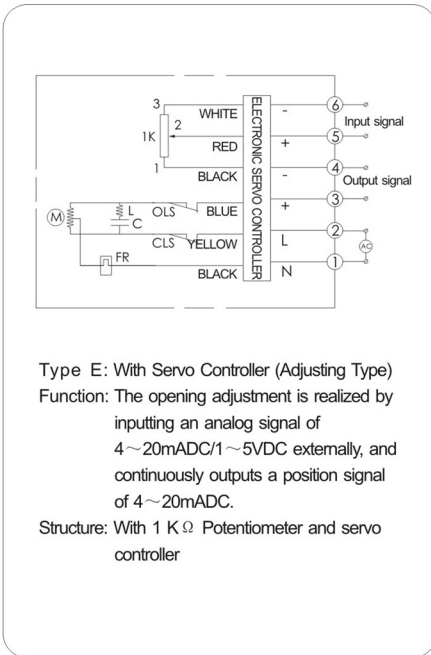 3
WHITE
-
6
Input signal
1K
2
RED
+
5
1
BLACK
-
4
Output signal
ELECTRONIC SERVO CONTROLLER
M
L
C
OLS
BLUE
+
3
CLS
YELLOW
L
2
AC
FR
BLACK
N
1
Type E: With Servo Controller (Adjusting Type)
Function: The opening adjustment is realized by
inputting an analog signal of
4～20mADC/1～5VDC externally, and
continuously outputs a position signal
of 4～20mADC.
Structure: With 1 KΩ Potentiometer and servo
controller